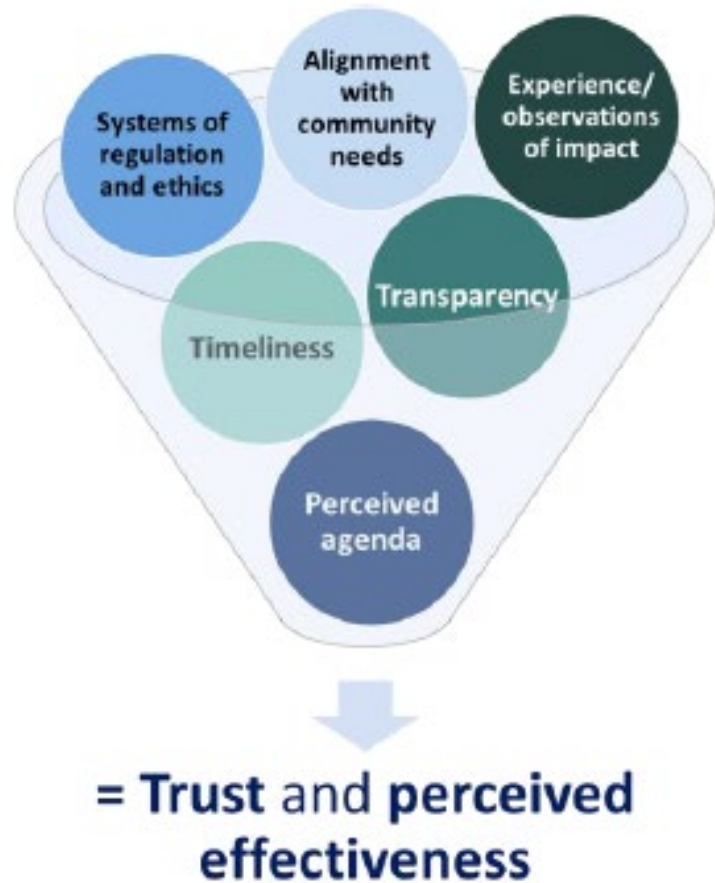 Systems of
regulation
and ethics
Alignment
with
community
needs
Experience/
observations
of impact
Timeliness
Transparency
Perceived
agenda
= Trust and perceived
effectiveness